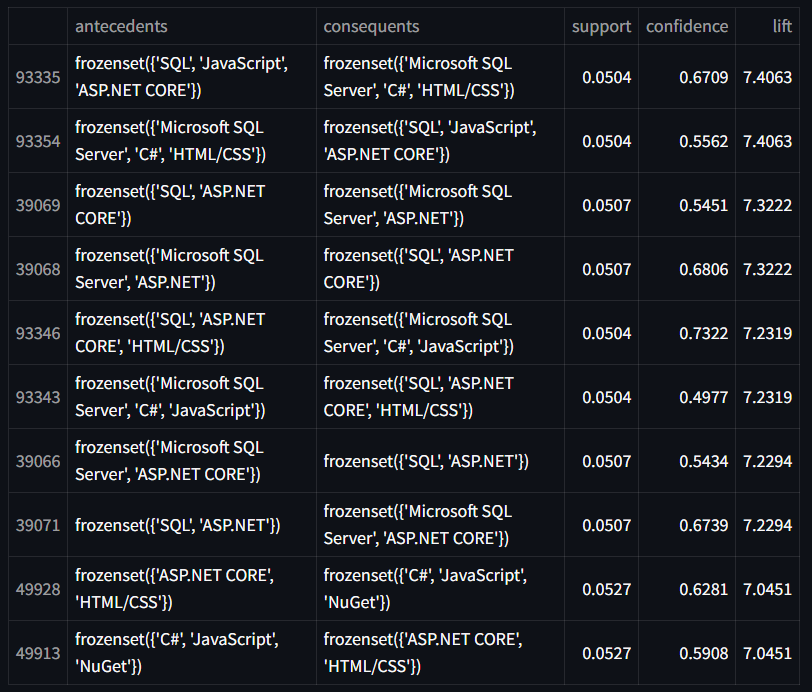 antecedents consequents support confidence lift
93335 frozenset({'SQL', 'JavaScript', 'ASP.NET CORE'}) frozenset({'Microsoft SQL Server', 'C#', 'HTML/CSS'}) 0.0504 0.6709 7.4063
93354 frozenset({'Microsoft SQL Server', 'C#', 'HTML/CSS'}) frozenset({'SQL', 'JavaScript', 'ASP.NET CORE'}) 0.0504 0.5562 7.4063
39069 frozenset({'SQL', 'ASP.NET CORE'}) frozenset({'Microsoft SQL Server', 'ASP.NET'}) 0.0507 0.5451 7.3222
39068 frozenset({'Microsoft SQL Server', 'ASP.NET'}) frozenset({'SQL', 'ASP.NET CORE'}) 0.0507 0.6806 7.3222
93346 frozenset({'SQL', 'ASP.NET CORE', 'HTML/CSS'}) frozenset({'Microsoft SQL Server', 'C#', 'JavaScript'}) 0.0504 0.7322 7.2319
93343 frozenset({'Microsoft SQL Server', 'C#', 'JavaScript'}) frozenset({'SQL', 'ASP.NET CORE', 'HTML/CSS'}) 0.0504 0.4977 7.2319
39066 frozenset({'Microsoft SQL Server', 'ASP.NET CORE'}) frozenset({'SQL', 'ASP.NET'}) 0.0507 0.5434 7.2294
39071 frozenset({'SQL', 'ASP.NET'}) frozenset({'Microsoft SQL Server', 'ASP.NET CORE'}) 0.0507 0.6739 7.2294
49928 frozenset({'ASP.NET CORE', 'HTML/CSS'}) frozenset({'C#', 'JavaScript', 'NuGet'}) 0.0527 0.6281 7.0451
49913 frozenset({'C#', 'JavaScript', 'NuGet'}) frozenset({'ASP.NET CORE', 'HTML/CSS'}) 0.0527 0.5908 7.0451